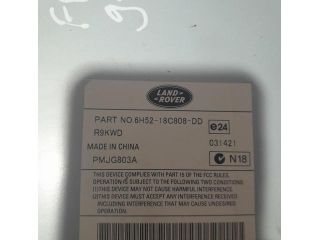 LAND-
ROVER
PART NO.6H52-18C808-DD
R9KWD
e24
031421
MADE IN CHINA
PMJG803A
N18
THIS DEVICE COMPLIES WITH PART 15 OF THE FCC RULES.
OPERATION IS SUBJECT TO THE FOLLOWING TWO CONDITIONS:
(1)THIS DEVICE MAY NOT CAUSE HARMFUL INTERFERENCE.
(2)THIS DEVICE MUST ACCEPT ANY INTERFERENCE RECEIVED
INCLUDING INTERFERENCE THAT MAY CAUSE UNDESIRED
OPERATION.